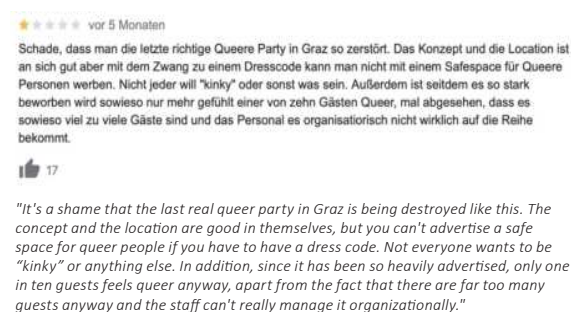 vor 5 Monaten
Schade, dass man die letzte richtige Queere Party in Graz so zerstört. Das Konzept und die Location ist
an sich gut aber mit dem Zwang zu einem Dresscode kann man nicht mit einem Safespace für Queere
Personen werben. Nicht jeder will "kinky" oder sonst was sein. Außerdem ist seitdem es so stark
beworben wird sowieso nur mehr gefühlt einer von zehn Gästen Queer, mal abgesehen, dass es
sowieso viel zu viele Gäste sind und das Personal es organisatiorisch nicht wirklich auf die Reihe
bekommt.
17
"It's a shame that the last real queer party in Graz is being destroyed like this. The
concept and the location are good in themselves, but you can't advertise a safe
space for queer people if you have to have a dress code. Not everyone wants to be
“kinky” or anything else. In addition, since it has been so heavily advertised, only one
in ten guests feels queer anyway, apart from the fact that there are far too many
guests anyway and the staff can't really manage it organizationally."